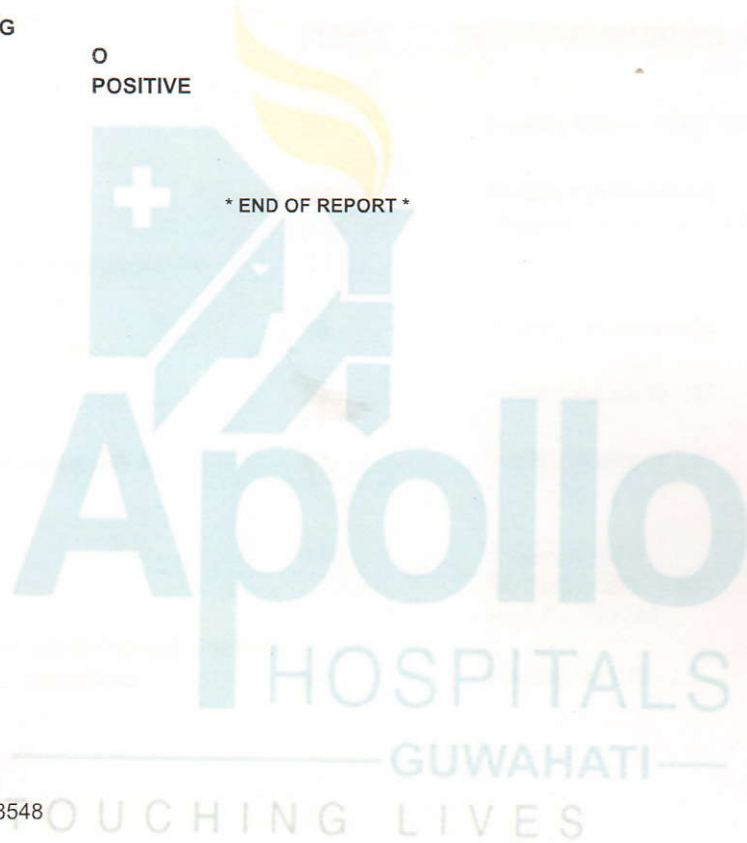 G
O
POSITIVE
* END OF REPORT *
Apollo
HOSPITALS
GUWAHATI
3548
TOUCHING LIVES